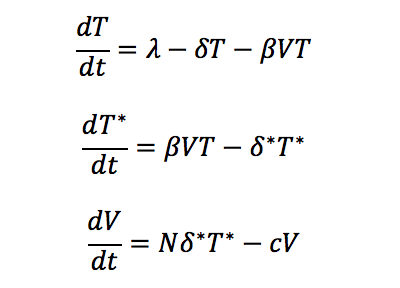 dT/dt = λ − δT − βVT
dT*/dt = βVT − δ*T*
dV/dt = Nδ*T* − cV